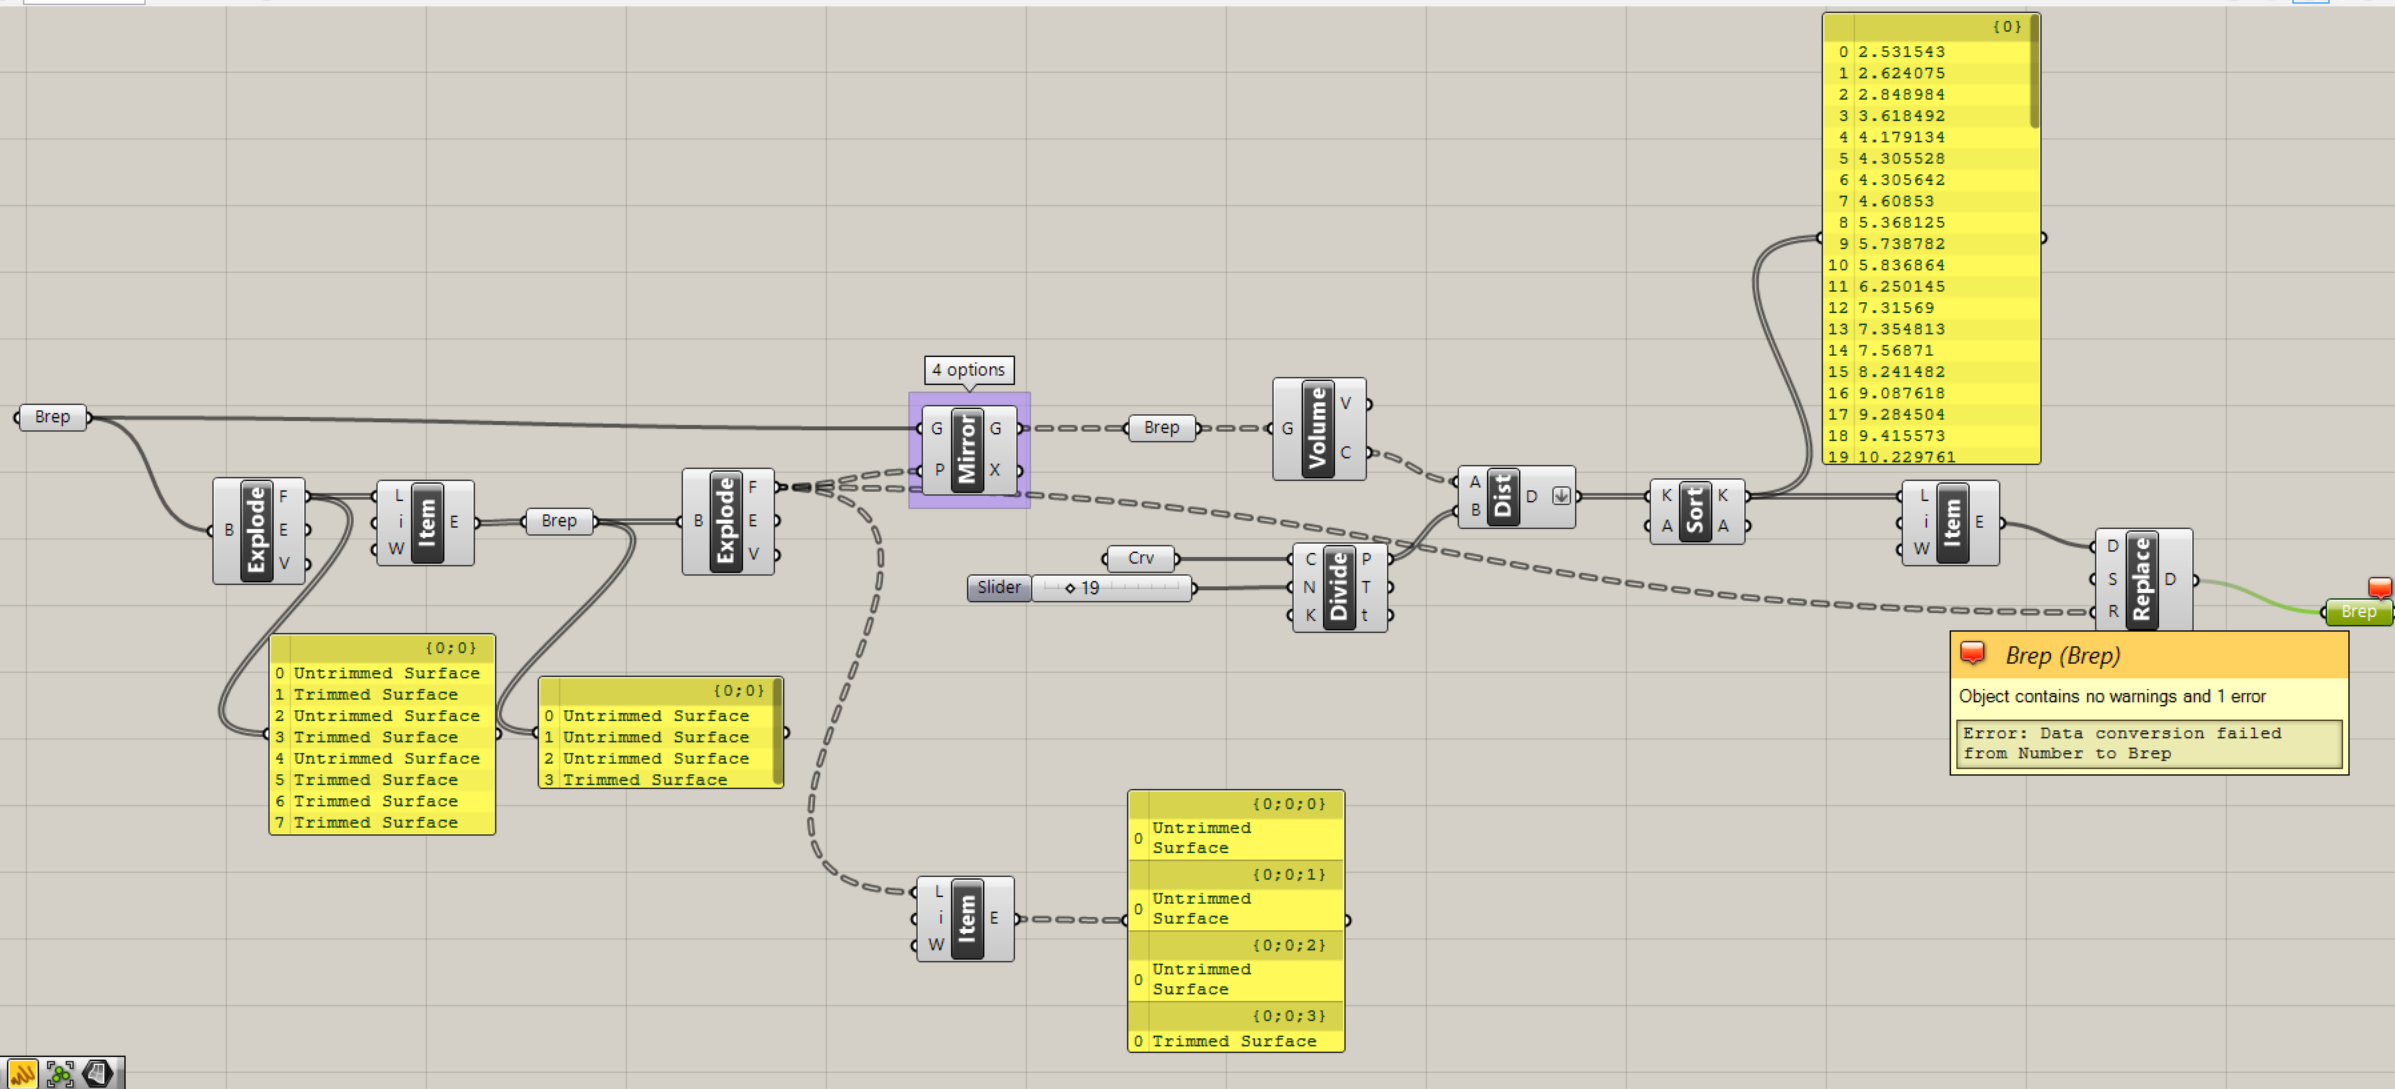 {0}
0 2.531543
1 2.624075
2 2.848984
3 3.618492
4 4.179134
5 4.305528
6 4.305642
7 4.60853
8 5.368125
9 5.738782
10 5.836864
11 6.250145
12 7.31569
13 7.354813
14 7.56871
15 8.241482
16 9.087618
17 9.284504
18 9.415573
19 10.229761
4 options
Brep
G Mirror G
P X
Brep
G Volume V
C
B Explode F
E
V
L Item E
i
W
Brep
B Explode F
E
V
A Dist D
B
K Sort K
A A
L Item E
i
W
Crv
Slider 19
C Divide P
N T
K t
D Replace D
S
R
Brep
{0;0}
0 Untrimmed Surface
1 Trimmed Surface
2 Untrimmed Surface
3 Trimmed Surface
4 Untrimmed Surface
5 Trimmed Surface
6 Trimmed Surface
7 Trimmed Surface
{0;0}
0 Untrimmed Surface
1 Untrimmed Surface
2 Untrimmed Surface
3 Trimmed Surface
Brep (Brep)
Object contains no warnings and 1 error
Error: Data conversion failed
from Number to Brep
L Item E
i
W
{0;0;0}
0 Untrimmed
Surface
{0;0;1}
0 Untrimmed
Surface
{0;0;2}
0 Untrimmed
Surface
{0;0;3}
0 Trimmed Surface